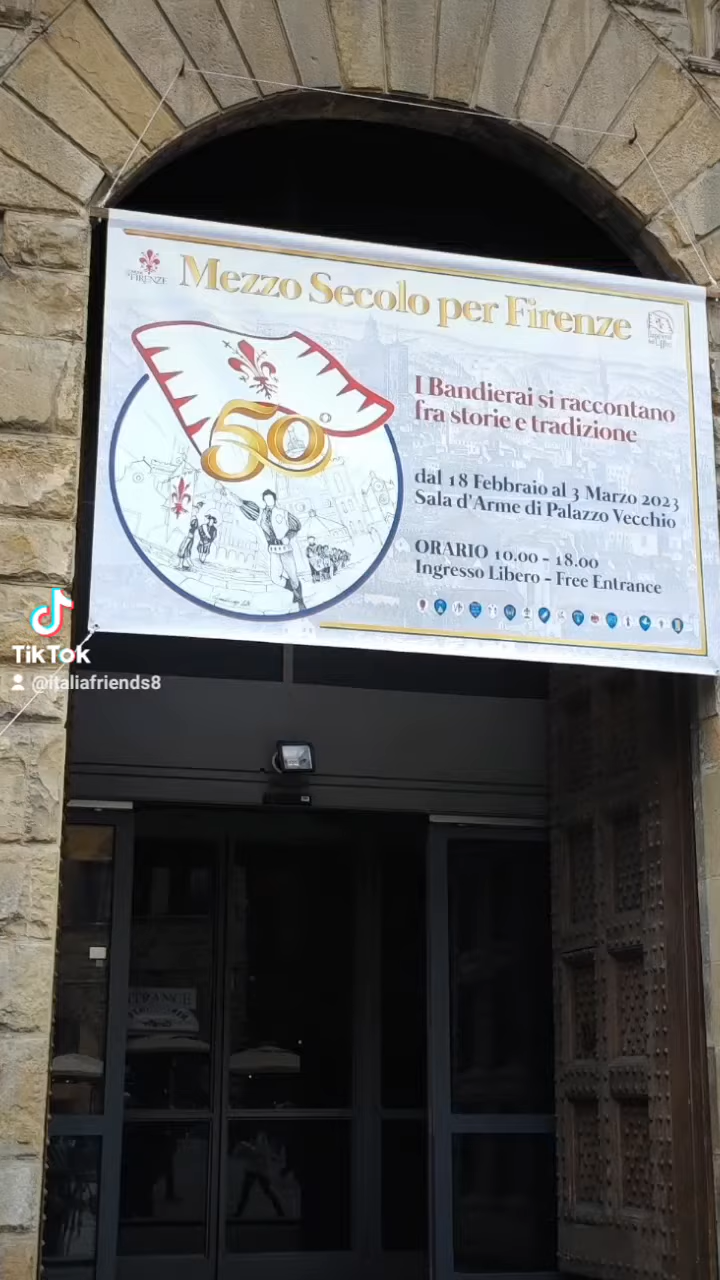 FIRENZE
Mezzo Secolo per Firenze
50°
I Bandierai si raccontano
fra storie e tradizione
dal 18 Febbraio al 3 Marzo 2023
Sala d'Arme di Palazzo Vecchio
ORARIO 10.00 - 18.00
Ingresso Libero - Free Entrance
TikTok
@italiafriends8